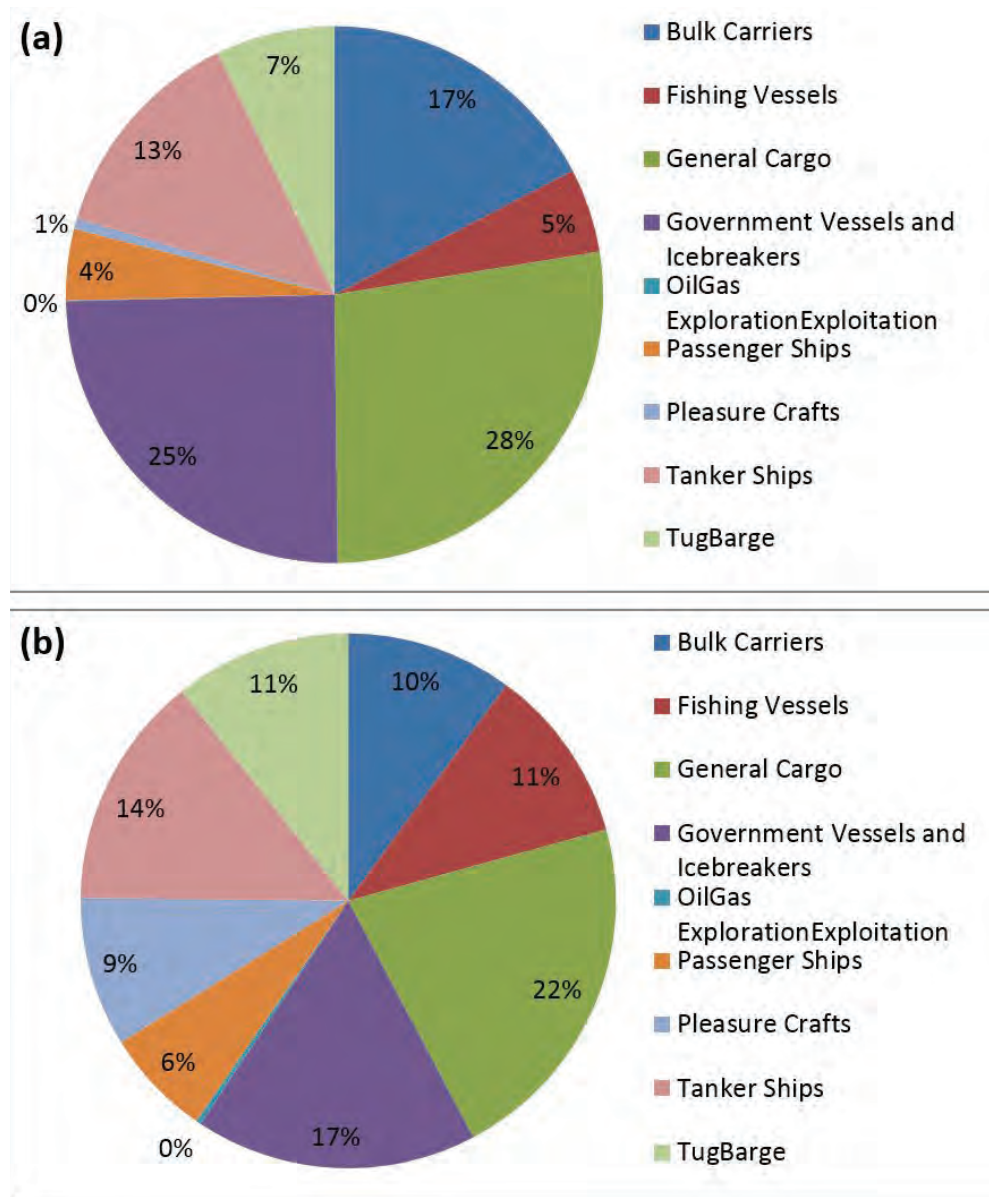 (a)
7%
17%
13%
5%
1%
4%
0%
28%
25%
Bulk Carriers
Fishing Vessels
General Cargo
Government Vessels and
Icebreakers
OilGas
ExplorationExploitation
Passenger Ships
Pleasure Crafts
Tanker Ships
TugBarge
(b)
11%
10%
11%
14%
9%
22%
6%
17%
0%
Bulk Carriers
Fishing Vessels
General Cargo
Government Vessels and
Icebreakers
OilGas
ExplorationExploitation
Passenger Ships
Pleasure Crafts
Tanker Ships
TugBarge